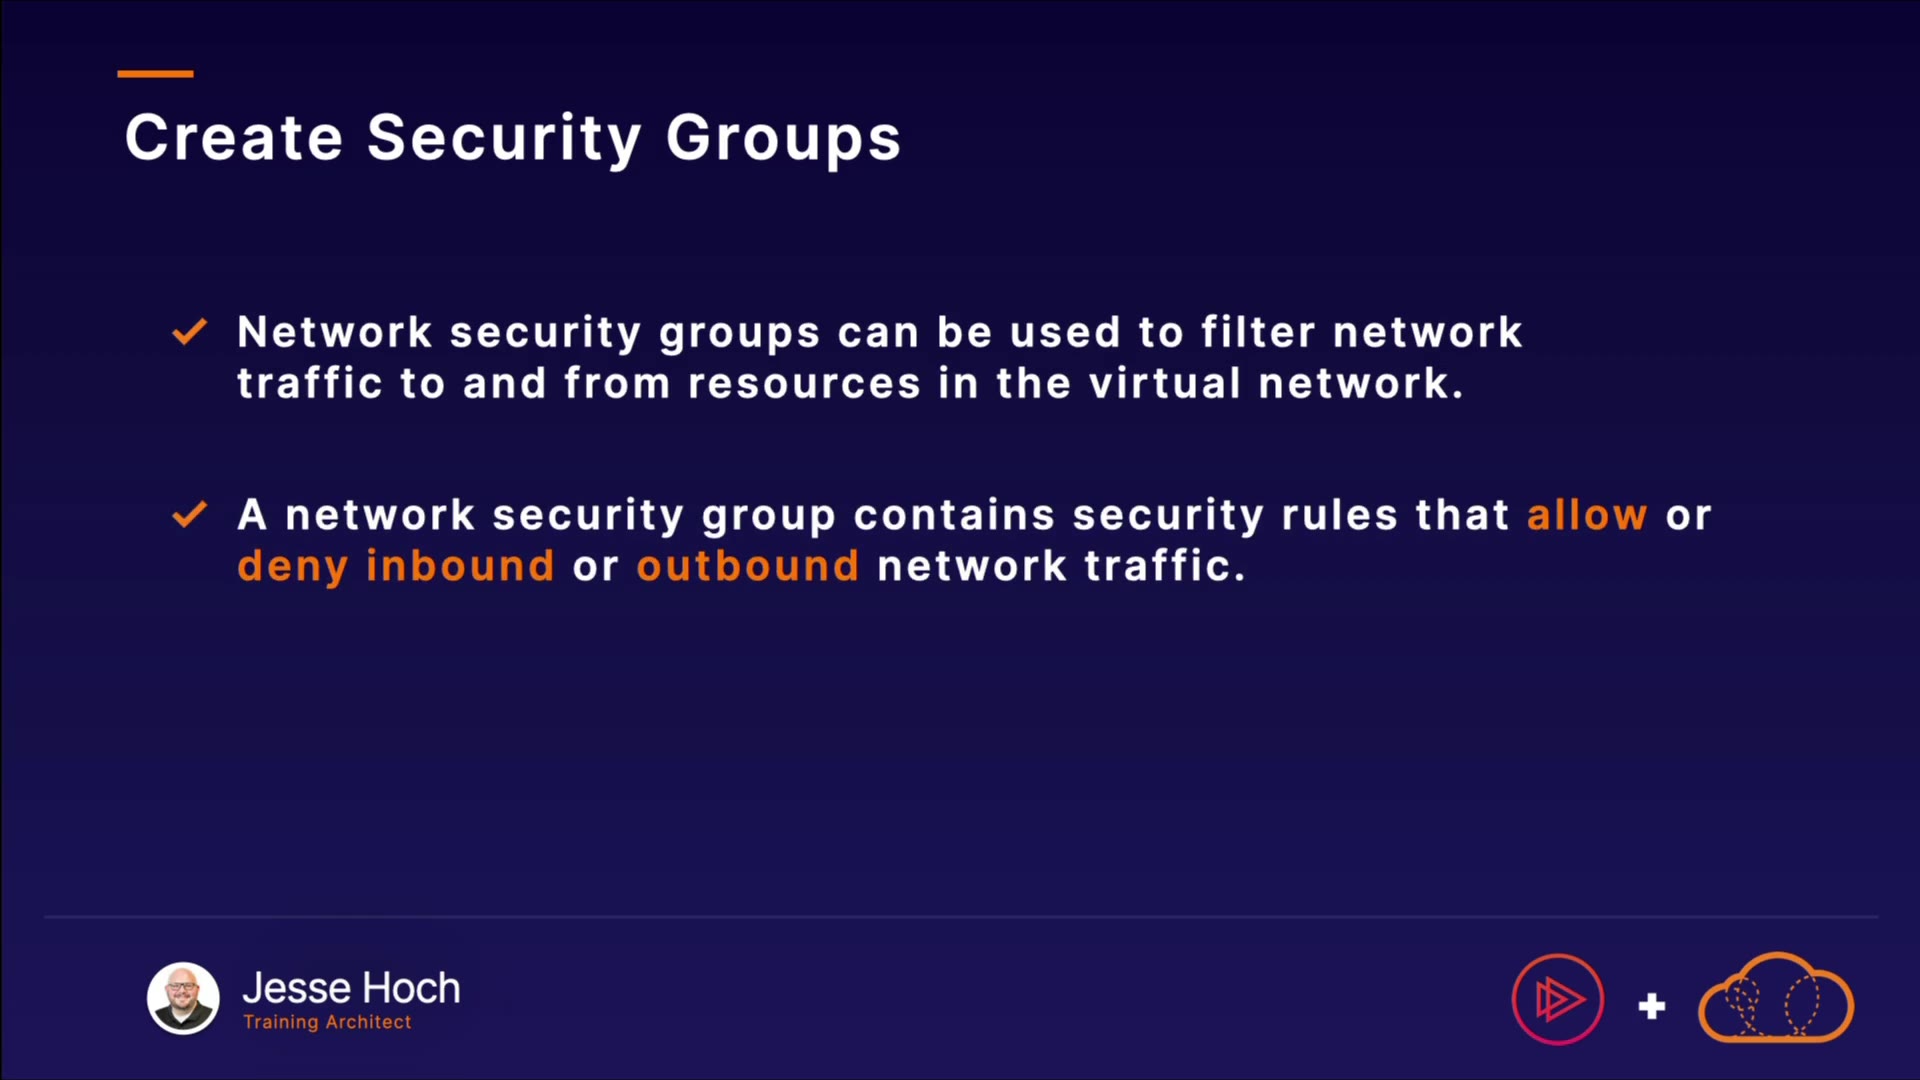 Create Security Groups
Network security groups can be used to filter network
traffic to and from resources in the virtual network.
A network security group contains security rules that allow or
deny inbound or outbound network traffic.
Jesse Hoch
Training Architect